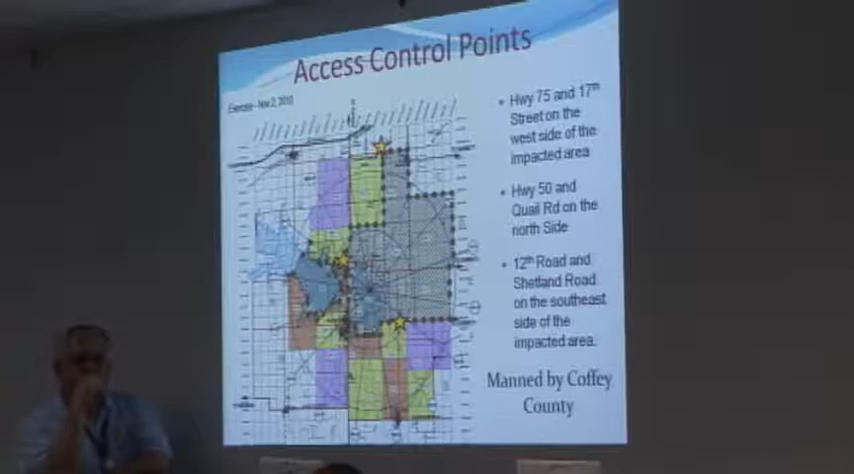 Access Control Points
Exercise - Nov 2, 2010
• Hwy 75 and 17th
Street on the
west side of the
impacted area
• Hwy 50 and
Quail Rd on the
north Side
• 12th Road and
Shetland Road
on the southeast
side of the
impacted area.
Manned by Coffey
County